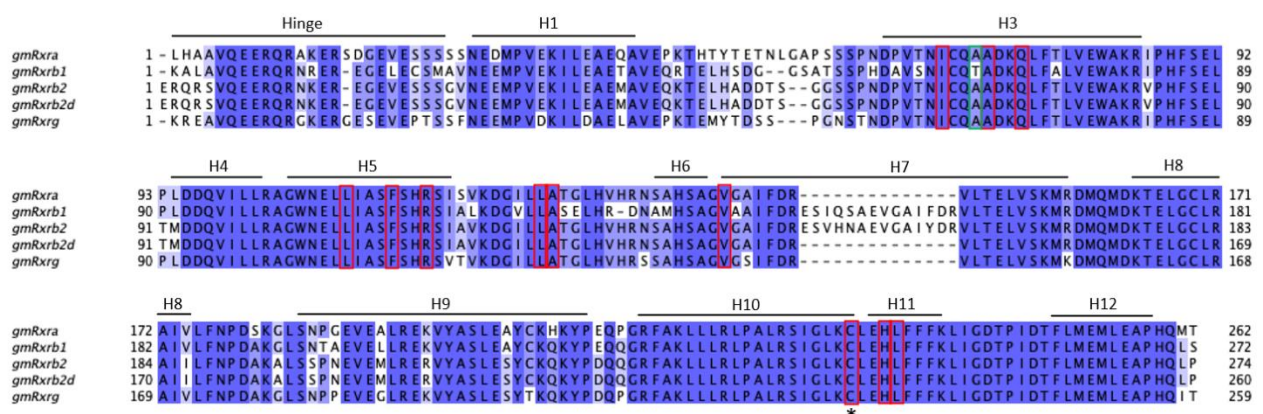 Hinge H1 H3
gmRxra 1 -LHAAVQEERQRAKERSDGEVESSSSSNEDMPVEKILEAEQAVEPKTHTYTETNLGAPSSSPNDPVTNICQAADKQLFTLVEWAKRIPHFSEL 92
gmRxrb1 1 -KALAVQEERQRNRER-EGELECSMAVNEEMPVEKILEAETAVEQRTELHSDG--GSATSSPHDAVSNICQTADKQLFALVEWAKRIPHFSEL 89
gmRxrb2 1 ERQRSVQEERQRNKER-EGEVESSSGVNEEMPVEKILEAEMAVEQKTELHADDTS--GGSSPNDPVTNICQAADKQLFTLVEWAKRVPHFSEL 90
gmRxrb2d 1 ERQRSVQEERQRNKER-EGEVESSSGVNEEMPVEKILEAEMAVEQKTELHADDTS--GGSSPNDPVTNICQAADKQLFTLVEWAKRVPHFSEL 90
gmRxrg 1 -KREAVQEERQRGKERGESEVEPTSSFNEEMPVDKILDAELAVEPKTEMYTDSS---PGNSTNDPVTNICQAADKQLFTLVEWAKRIPHFSEL 89
H4 H5 H6 H7 H8
gmRxra 93 PLDDQVILLRAGWNELLIASFSHRSISVKDGILLATGLHVHRNSAHSAGVGAIFDR--------------VLTELVSKMRDMQMDKTELGCLR 171
gmRxrb1 90 PLDDQVILLRAGWNELLIASFSHRSIALKDGVLLASELHR-DNAMHSAGVAAIFDRESIQSAEVGAIFDRVLTELVSKMRDMQMDKTELGCLR 181
gmRxrb2 91 TMDDQVILLRAGWNELLIASFSHRSIAVKDGILLATGLHVHRNSAHSAGVGAIFDRESVHNAEVGAIYDRVLTELVSKMRDMQMDKTELGCLR 183
gmRxrb2d 91 TMDDQVILLRAGWNELLIASFSHRSIAVKDGILLATGLHVHRNSAHSAGVGAIFDR--------------VLTELVSKMRDMQMDKTELGCLR 169
gmRxrg 90 PLDDQVILLRAGWNELLIASFSHRSVTVKDGILLATGLHVHRSSAHSAGVGSIFDR--------------VLTELVSKMKDMQMDKTELGCLR 168
H8 H9 H10 H11 H12
gmRxra 172 AIVLFNPDSKGLSNPGEVEALREKVYASLEAYCKHKYPEQPGRFAKLLLRLPALRSIGLKCLEHLFFFKLIGDTPIDTFLMEMLEAPHQMT 262
gmRxrb1 182 AIVLFNPDAKGLSNTAEVELLREKVYASLESYCKQKYPEQQGRFAKLLLRLPALRSIGLKCLEHLFFFKLIGDTPIDTFLMEMLEAPHQLS 272
gmRxrb2 184 AIILFNPDAKALSSPNEVEMLRERVYASLESYCKQKYPDQQGRFAKLLLRLPALRSIGLKCLEHLFFFKLIGDTPIDTFLMEMLEAPHQLP 274
gmRxrb2d 170 AIILFNPDAKALSSPNEVEMLRERVYASLESYCKQKYPDQQGRFAKLLLRLPALRSIGLKCLEHLFFFKLIGDTPIDTFLMEMLEAPHQLP 260
gmRxrg 169 AIVLFNPDAKGLSNPPEVEGLREKVYASLESYTKQKYPDQPGRFAKLLLRLPALRSIGLKCLEHLFFFKLIGDTPIDTFLMEMLEAPHQIT 259
*